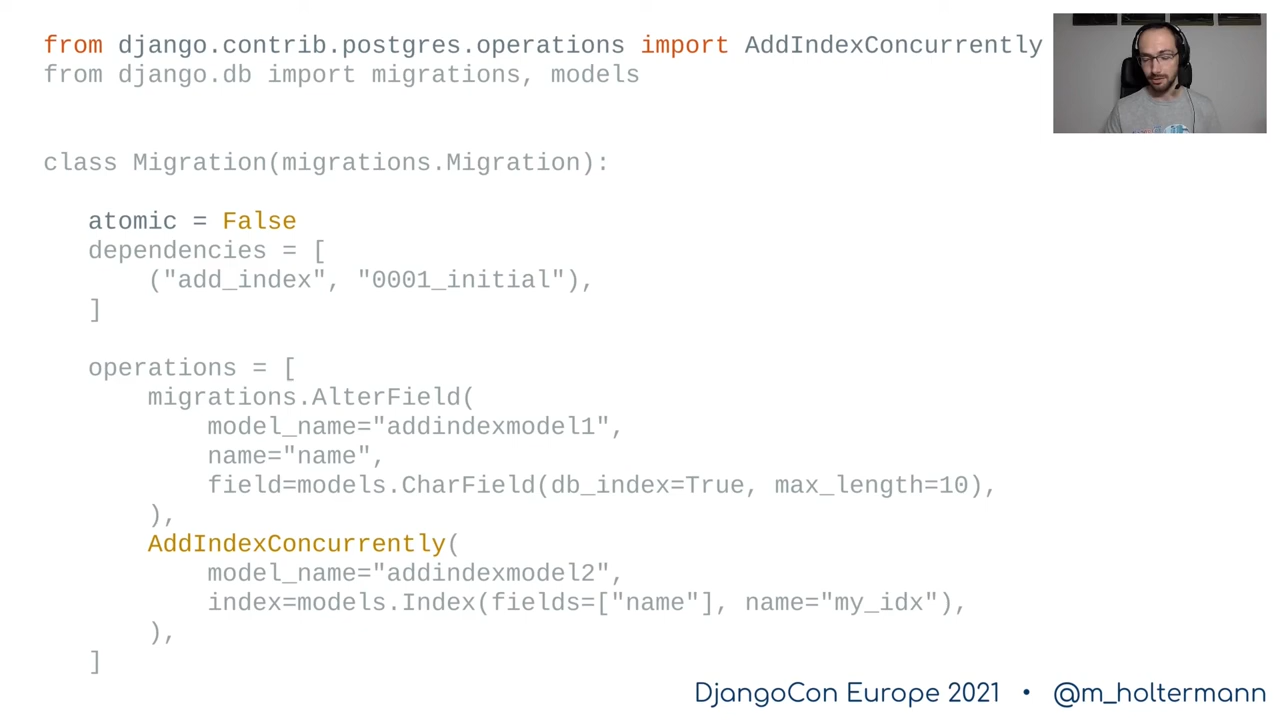 from django.contrib.postgres.operations import AddIndexConcurrently
from django.db import migrations, models
class Migration(migrations.Migration):
atomic = False
dependencies = [
("add_index", "0001_initial"),
]
operations = [
migrations.AlterField(
model_name="addindexmodel1",
name="name",
field=models.CharField(db_index=True, max_length=10),
),
AddIndexConcurrently(
model_name="addindexmodel2",
index=models.Index(fields=["name"], name="my_idx"),
),
]
DjangoCon Europe 2021 • @m_holtermann